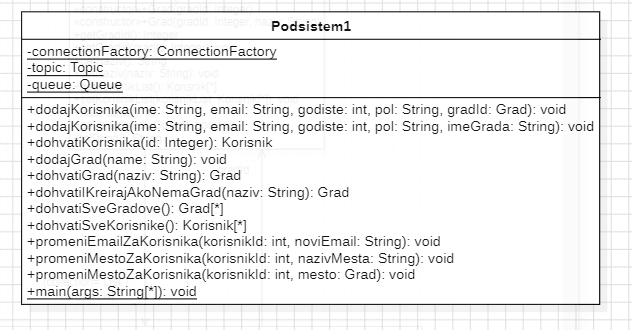 Podsistem1
-connectionFactory: ConnectionFactory
-topic: Topic
-queue: Queue
+dodajKorisnika(ime: String, email: String, godiste: int, pol: String, gradId: Grad): void
+dodajKorisnika(ime: String, email: String, godiste: int, pol: String, imeGrada: String): void
+dohvatiKorisnika(id: Integer): Korisnik
+dodajGrad(name: String): void
+dohvatiGrad(naziv: String): Grad
+dohvatiIKreirajAkoNemaGrad(naziv: String): Grad
+dohvatiSveGradove(): Grad[*]
+dohvatiSveKorisnike(): Korisnik[*]
+promeniEmailZaKorisnika(korisnikId: int, noviEmail: String): void
+promeniMestoZaKorisnika(korisnikId: int, nazivMesta: String): void
+promeniMestoZaKorisnika(korisnikId: int, mesto: Grad): void
+main(args: String[*]): void